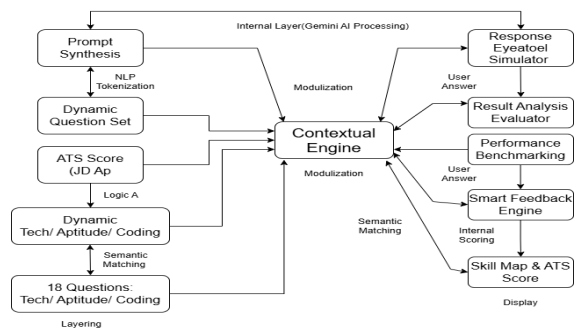 Internal Layer(Gemini AI Processing)
Prompt
Synthesis
NLP
Tokenization
Dynamic
Question Set
ATS Score
(JD Ap
Logic A
Dynamic
Tech/ Aptitude/ Coding
Semantic
Matching
18 Questions:
Tech/ Aptitude/ Coding
Layering
Modulization
Contextual
Engine
Modulization
Semantic
Matching
Response
Eyeatoel
Simulator
User
Answer
Result Analysis
Evaluator
Performance
Benchmarking
User
Answer
Smart Feedback
Engine
Internal
Scoring
Skill Map & ATS
Score
Display